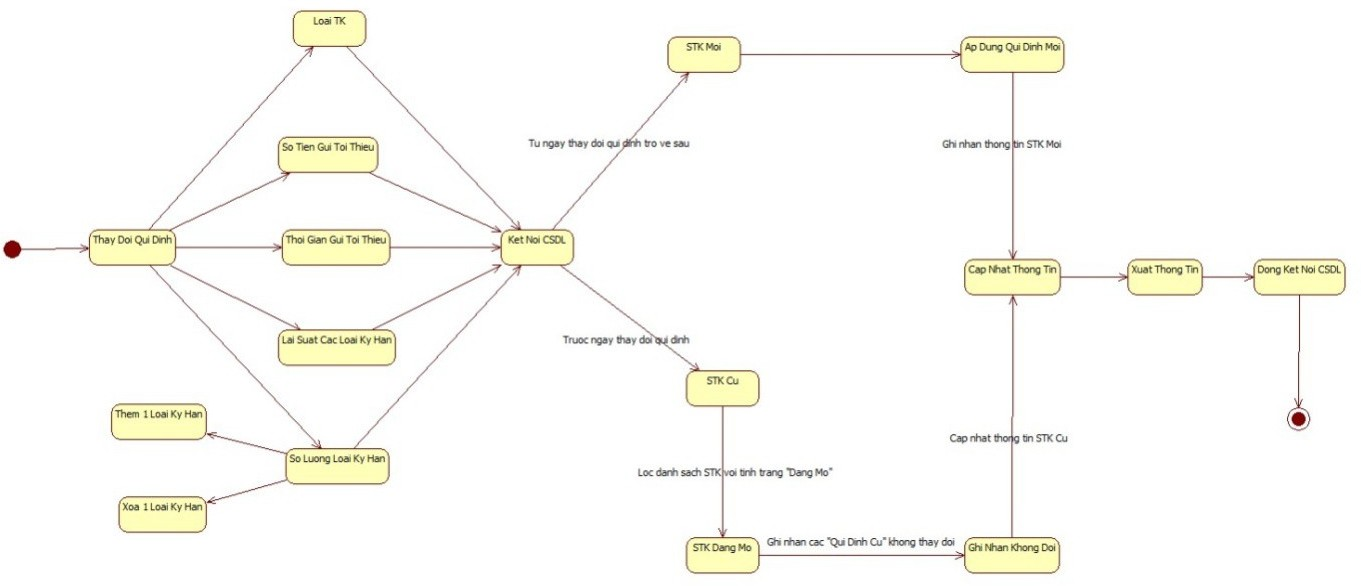 Loai TK
STK Moi
Ap Dung Qui Dinh Moi
So Tien Gui Toi Thieu
Tu ngay thay doi qui dinh tro ve sau
Ghi nhan thong tin STK Moi
Thay Doi Qui Dinh
Thoi Gian Gui Toi Thieu
Ket Noi CSDL
Cap Nhat Thong Tin
Xuat Thong Tin
Dong Ket Noi CSDL
Lai Suat Cac Loai Ky Han
Truoc ngay thay doi qui dinh
STK Cu
Them 1 Loai Ky Han
So Luong Loai Ky Han
Cap nhat thong tin STK Cu
Loc danh sach STK voi tinh trang "Dang Mo"
Xoa 1 Loai Ky Han
STK Dang Mo
Ghi nhan cac "Qui Dinh Cu" khong thay doi
Ghi Nhan Khong Doi